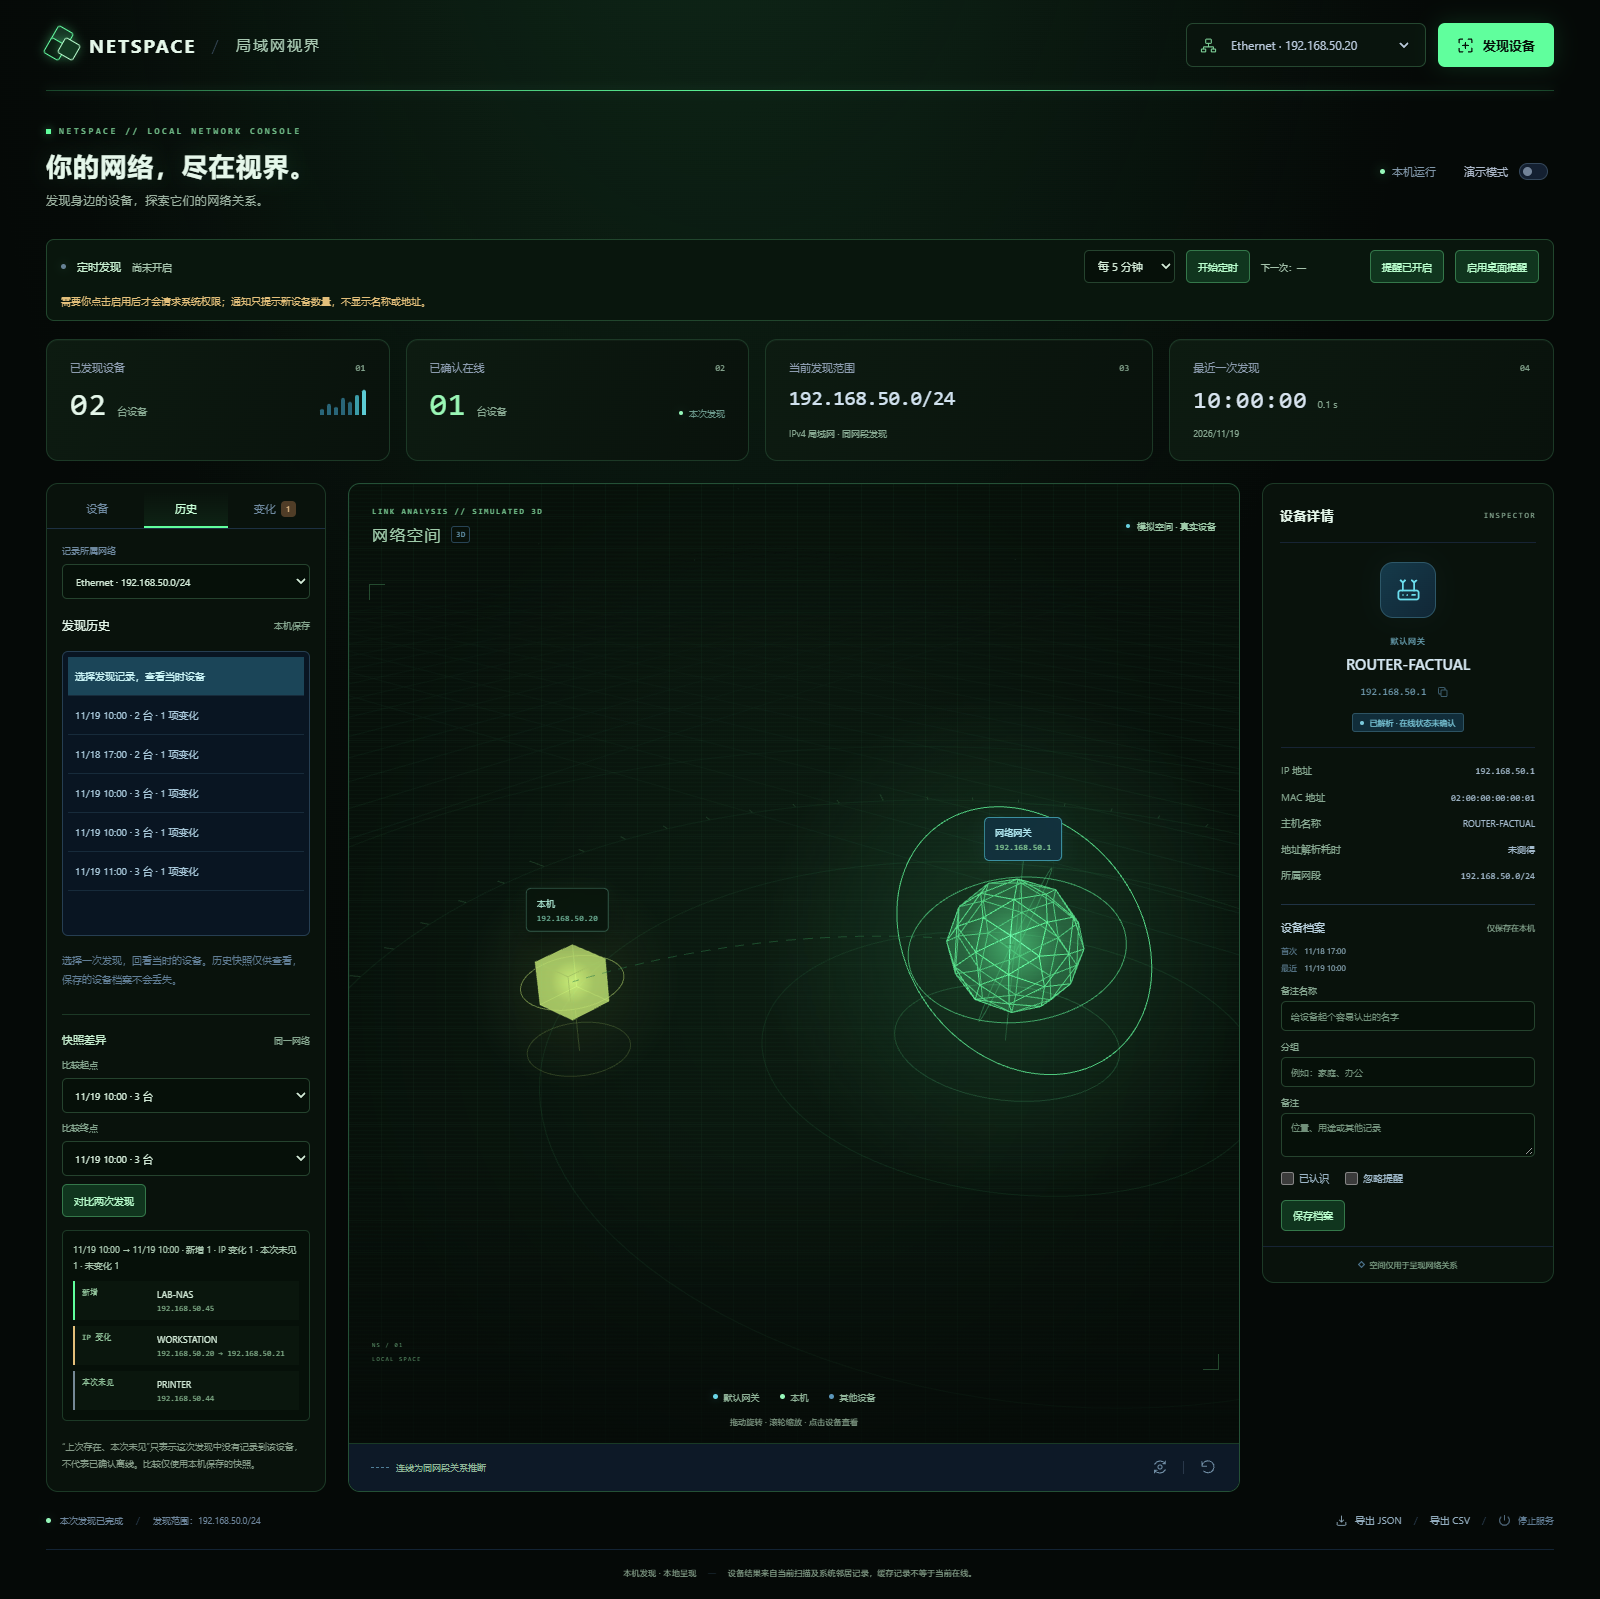 NETSPACE / 局域网视界
Ethernet · 192.168.50.20
发现设备
NETSPACE // LOCAL NETWORK CONSOLE
你的网络，尽在视界。
发现身边的设备，探索它们的网络关系。
本机运行
演示模式
定时发现 尚未开启
每 5 分钟
开始定时
下一次：—
提醒已开启
启用桌面提醒
需要你点击启用后才会请求系统权限；通知只提示新设备数量，不显示名称或地址。
已发现设备 01
02 台设备
已确认在线 02
01 台设备
本次发现
当前发现范围 03
192.168.50.0/24
IPv4 局域网 · 同网段发现
最近一次发现 04
10:00:00 0.1 s
2026/11/19
设备
历史
变化 1
记录所属网络
Ethernet · 192.168.50.0/24
发现历史 本机保存
选择发现记录，查看当时设备
11/19 10:00 · 2 台 · 1 项变化
11/18 17:00 · 2 台 · 1 项变化
11/19 10:00 · 3 台 · 1 项变化
11/19 10:00 · 3 台 · 1 项变化
11/19 11:00 · 3 台 · 1 项变化
选择一次发现，回看当时的设备。历史快照仅供查看，
保存的设备档案不会丢失。
快照差异 同一网络
比较起点
11/19 10:00 · 3 台
比较终点
11/19 10:00 · 3 台
对比两次发现
11/19 10:00 → 11/19 10:00 · 新增 1 · IP 变化 1 · 本次未见
1 · 未变化 1
新增 LAB-NAS
192.168.50.45
IP 变化 WORKSTATION
192.168.50.20 → 192.168.50.21
本次未见 PRINTER
192.168.50.44
“上次存在、本次未见”只表示这次发现中没有记录到该设备，
不代表已确认离线。比较仅使用本机保存的快照。
LINK ANALYSIS // SIMULATED 3D
网络空间 3D
模拟空间 · 真实设备
网络网关
192.168.50.1
本机
192.168.50.20
NS / 01
LOCAL SPACE
默认网关 本机 其他设备
拖动旋转 · 滚轮缩放 · 点击设备查看
连线为同网段关系推断
设备详情 INSPECTOR
默认网关
ROUTER-FACTUAL
192.168.50.1
已解析 · 在线状态未确认
IP 地址 192.168.50.1
MAC 地址 02:00:00:00:00:01
主机名称 ROUTER-FACTUAL
地址解析耗时 未测得
所属网段 192.168.50.0/24
设备档案 仅保存在本机
首次 11/18 17:00
最近 11/19 10:00
备注名称
给设备起个容易认出的名字
分组
例如：家庭、办公
备注
位置、用途或其他记录
已认识 忽略提醒
保存档案
空间仅用于呈现网络关系
本次发现已完成 / 发现范围：192.168.50.0/24
导出 JSON / 导出 CSV / 停止服务
本机发现 · 本地呈现 — 设备结果来自当前扫描及系统邻居记录，缓存记录不等于当前在线。